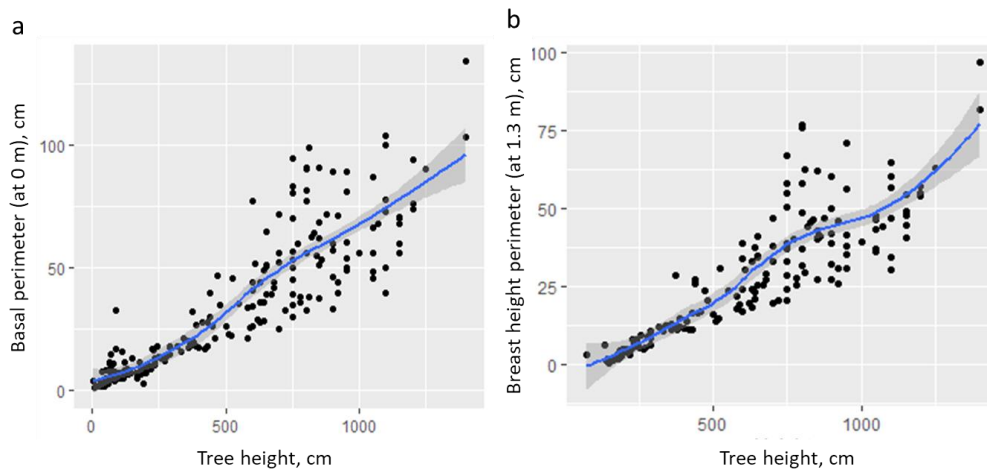 a
Basal perimeter (at 0 m), cm
100
50
0
0 500 1000
Tree height, cm
b
Breast height perimeter (at 1.3 m), cm
100
75
50
25
0
500 1000
Tree height, cm